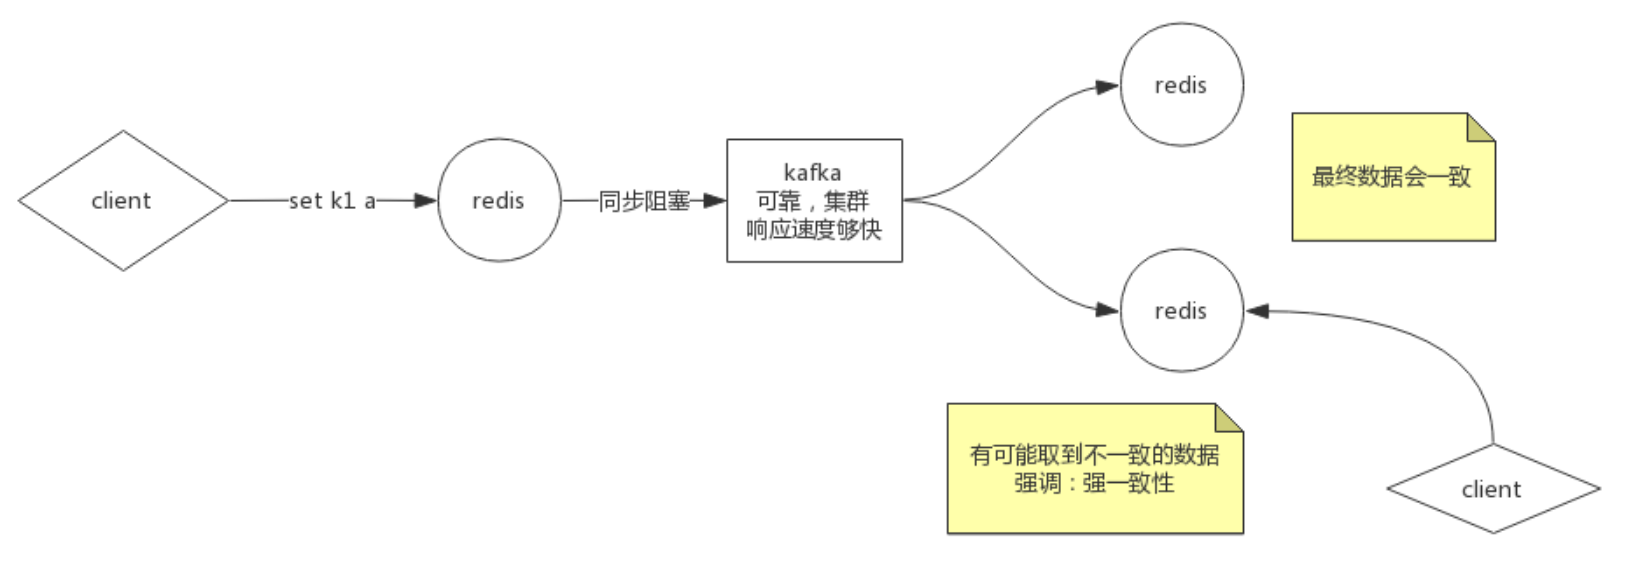 redis
client
set k1 a
redis
同步阻塞
kafka
可靠，集群
响应速度够快
最终数据会一致
redis
有可能取到不一致的数据
强调：强一致性
client